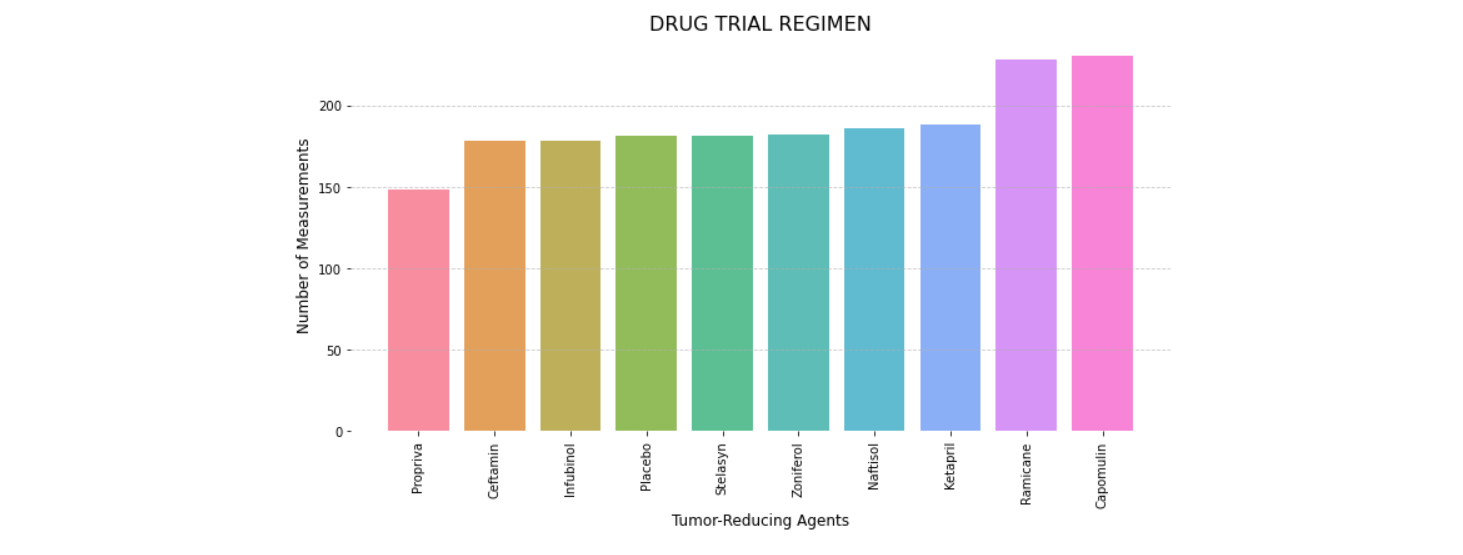 DRUG TRIAL REGIMEN
Number of Measurements
200
150
100
50
0
Propriva
Ceftamin
Infubinol
Placebo
Stelasyn
Zoniferol
Naftisol
Ketapril
Ramicane
Capomulin
Tumor-Reducing Agents